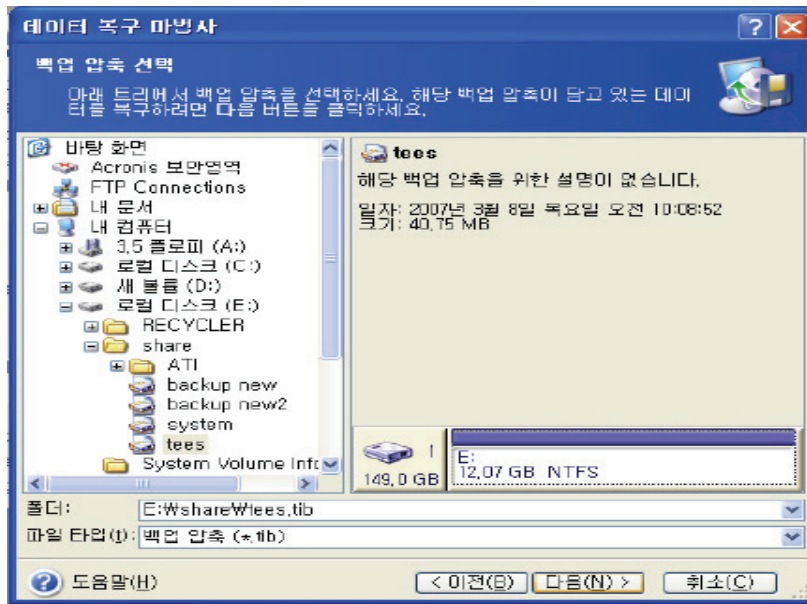 데이터 복구 마법사
백업 압축 선택
아래 트리에서 백업 압축을 선택하세요. 해당 백업 압축이 담고 있는 데이
터를 복구하려면 다음 버튼을 클릭하세요.
바탕 화면
Acronis 보안영역
FTP Connections
내 문서
내 컴퓨터
3.5 플로피 (A:)
로컬 디스크 (C:)
새 볼륨 (D:)
로컬 디스크 (E:)
RECYCLER
share
ATI
backup new
backup new2
system
tees
System Volume Info
tees
해당 백업 압축을 위한 설명이 없습니다.
일자: 2007년 3월 8일 목요일 오전 10:08:52
크기: 40.75 MB
1
149.0 GB
E:
12.07 GB NTFS
폴더: E:₩share₩tees.tib
파일 타입(t): 백업 압축 (*.tib)
도움말(H)
< 이전(B)
다음(N) >
취소(C)